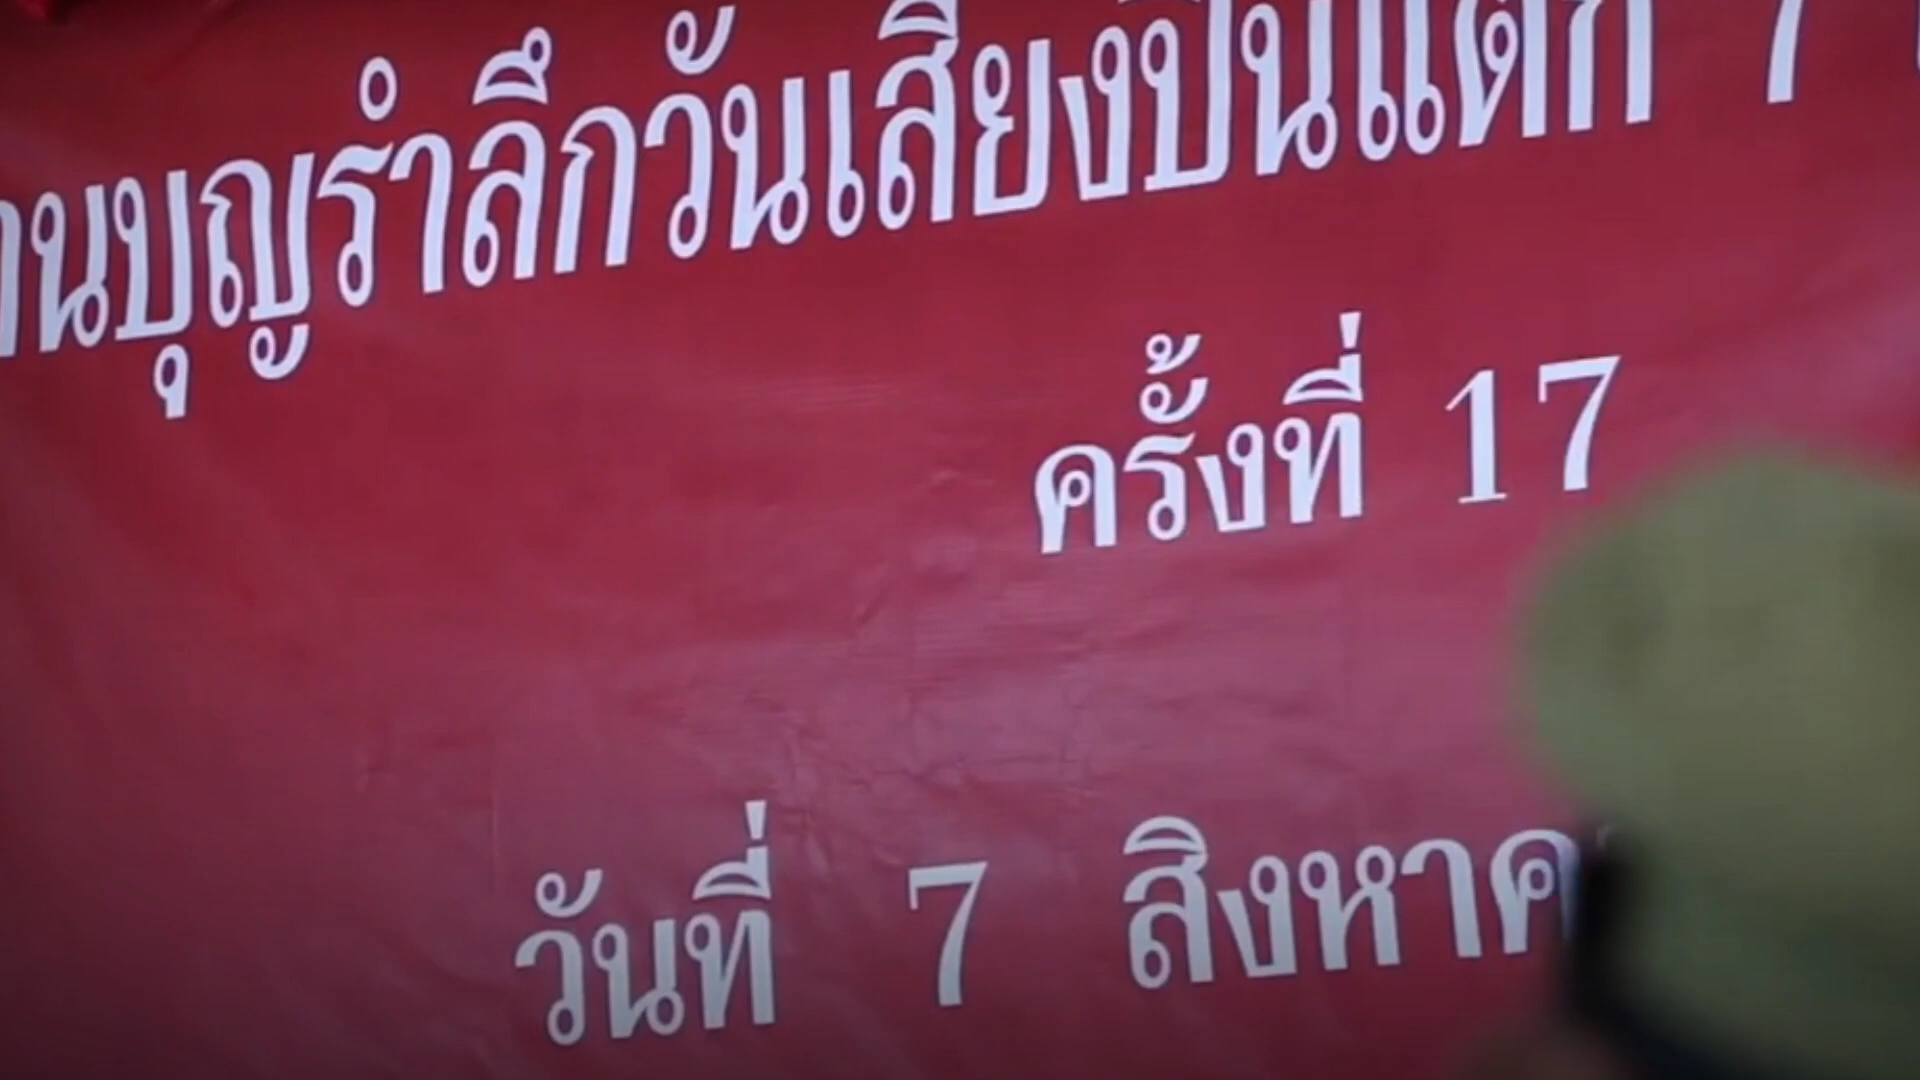 านบุญรำลึกวันเสียงปืนแตก 7
ครั้งที่ 17
วันที่ 7 สิงหาค